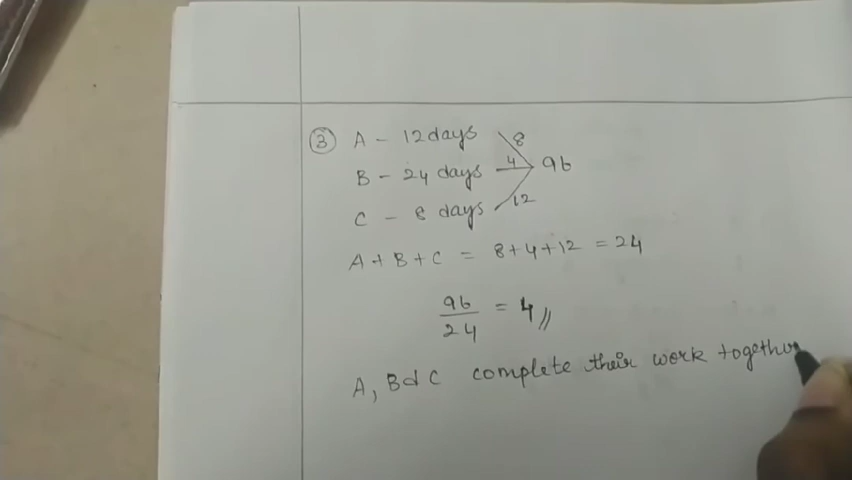 ③ A - 12 days 8
B - 24 days 4 96
C - 8 days 12
A + B + C = 8 + 4 + 12 = 24
96/24 = 4 //
A, B & C complete their work together